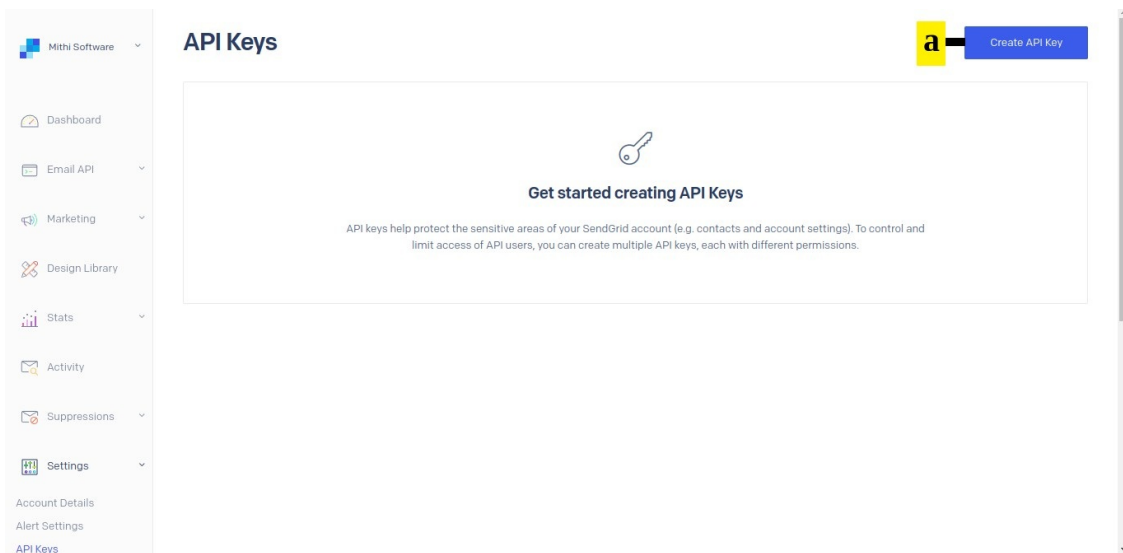 Mithi Software
API Keys
a
Create API Key
Dashboard
Email API
Marketing
Design Library
Stats
Activity
Suppressions
Settings
Account Details
Alert Settings
API Keys
Get started creating API Keys
API keys help protect the sensitive areas of your SendGrid account (e.g. contacts and account settings). To control and
limit access of API users, you can create multiple API keys, each with different permissions.